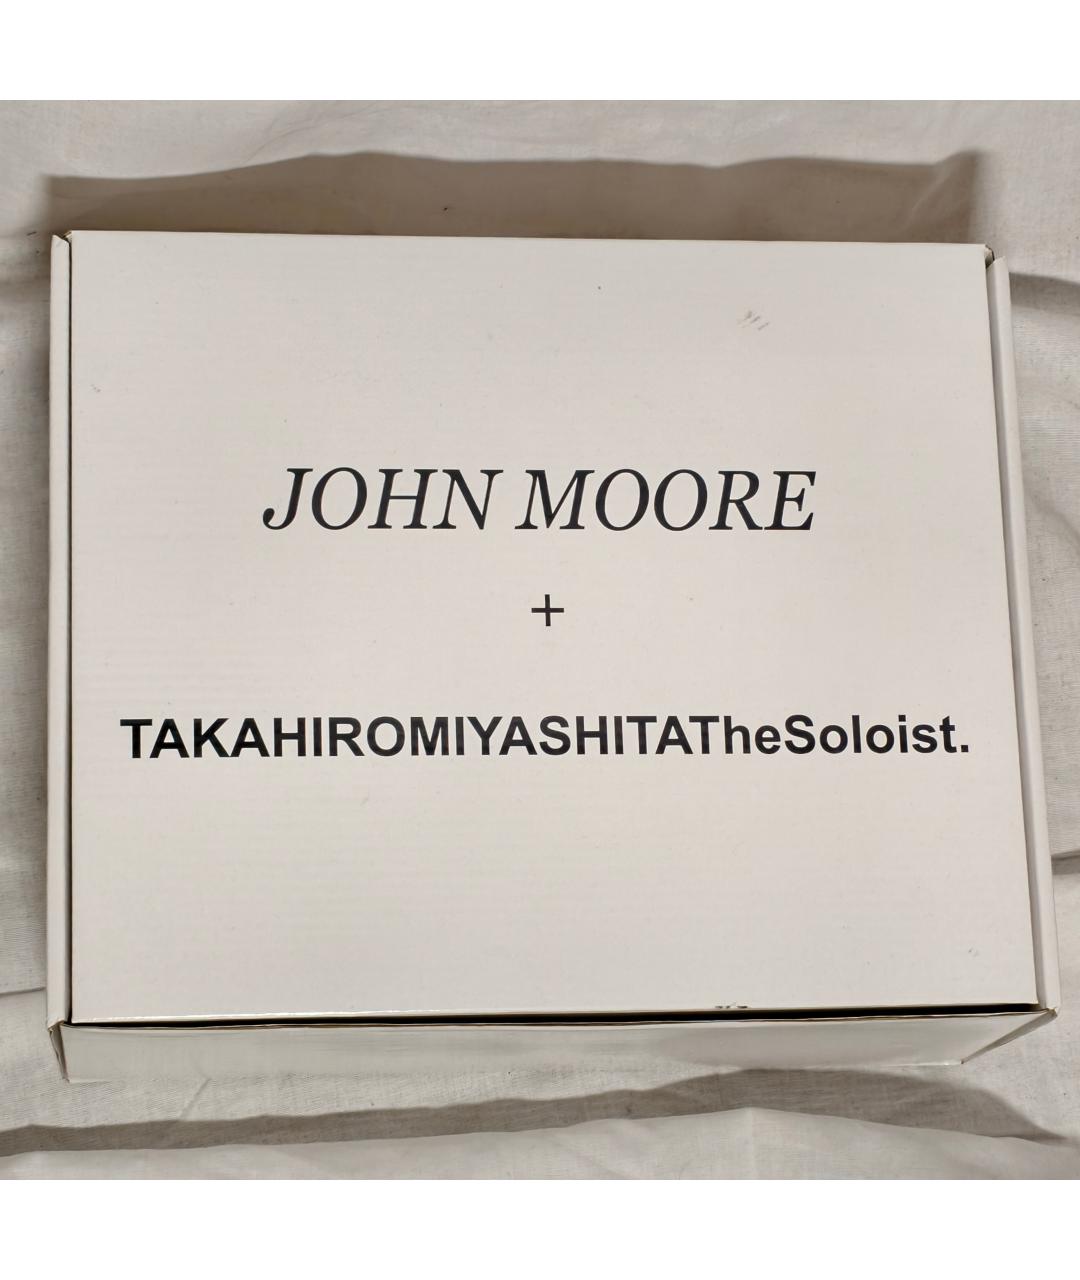 JOHN MOORE
+
TAKAHIROMIYASHITATheSoloist.